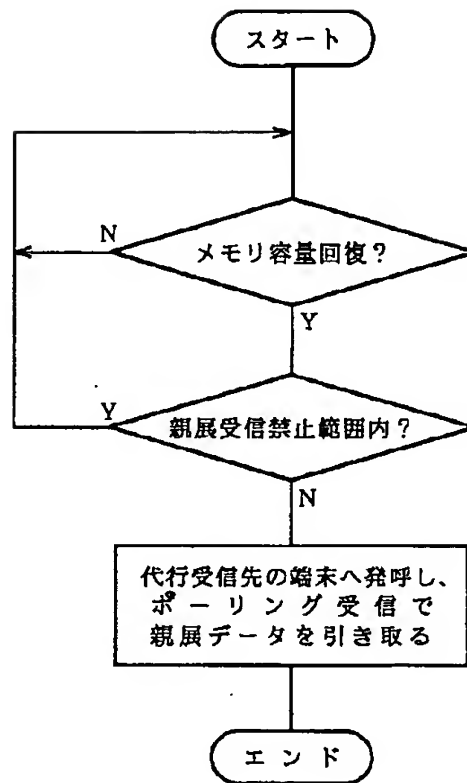 スタート
N
メモリ容量回復？
Y
Y
親展受信禁止範囲内？
N
代行受信先の端末へ発呼し、
ポーリング受信で
親展データを引き取る
エンド